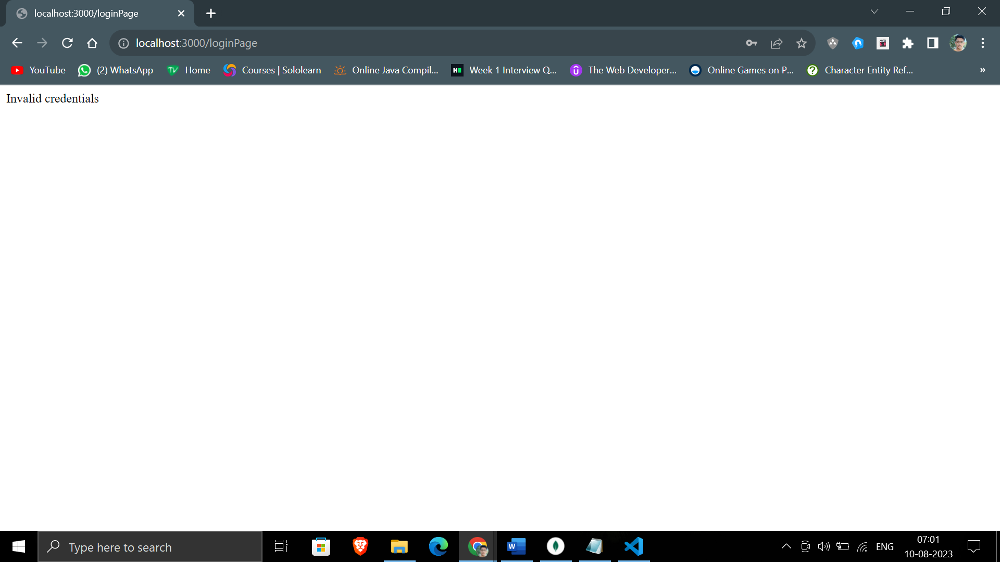 localhost:3000/loginPage
localhost:3000/loginPage
YouTube (2) WhatsApp Home Courses | Sololearn Online Java Compil... Week 1 Interview Q... The Web Developer... Online Games on P... Character Entity Ref... »
Invalid credentials
Type here to search
ENG
07:01
10-08-2023